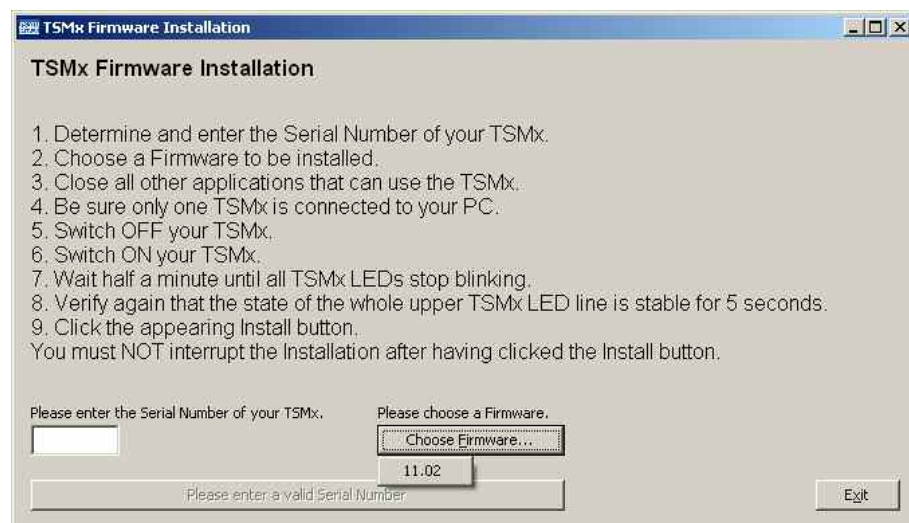 TSMx Firmware Installation
TSMx Firmware Installation
1. Determine and enter the Serial Number of your TSMx.
2. Choose a Firmware to be installed.
3. Close all other applications that can use the TSMx.
4. Be sure only one TSMx is connected to your PC.
5. Switch OFF your TSMx.
6. Switch ON your TSMx.
7. Wait half a minute until all TSMx LEDs stop blinking.
8. Verify again that the state of the whole upper TSMx LED line is stable for 5 seconds.
9. Click the appearing Install button.
You must NOT interrupt the Installation after having clicked the Install button.
Please enter the Serial Number of your TSMx.
Please choose a Firmware.
Choose Firmware...
11.02
Please enter a valid Serial Number
Exit